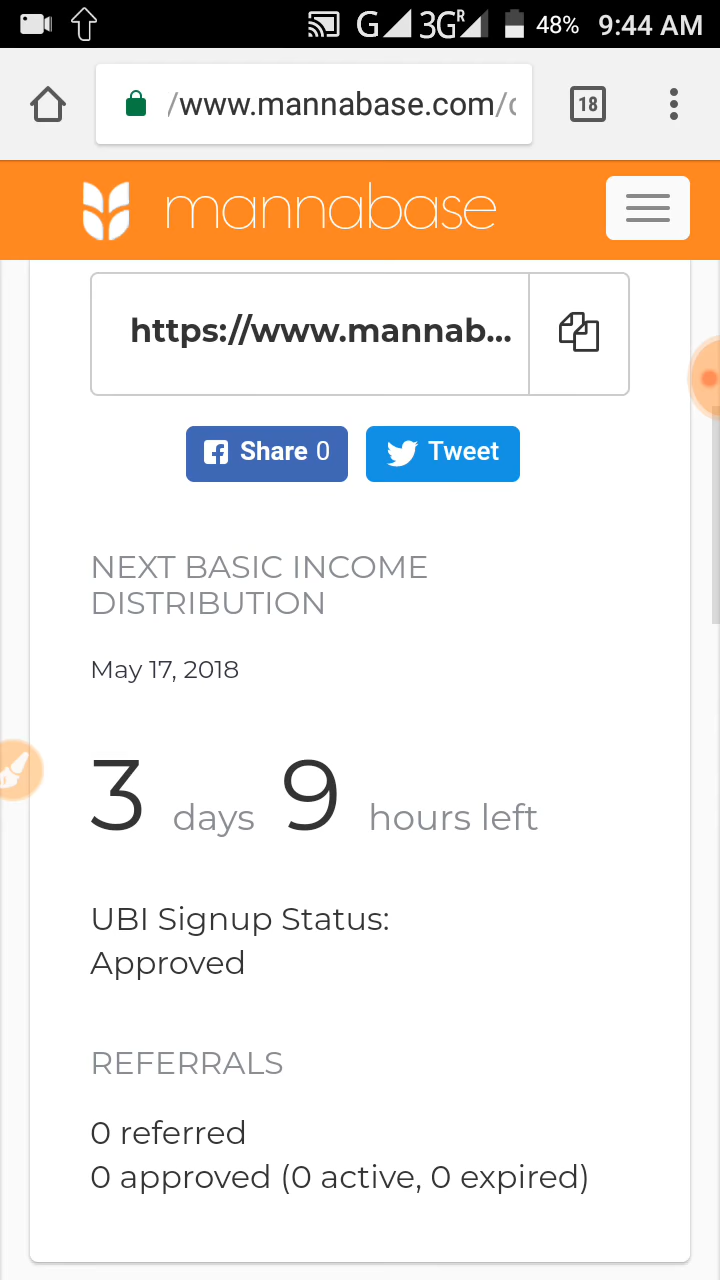 G 3G R 48% 9:44 AM
/www.mannabase.com/
18
mannabase
https://www.mannab...
Share 0 Tweet
NEXT BASIC INCOME
DISTRIBUTION
May 17, 2018
3 days 9 hours left
UBI Signup Status:
Approved
REFERRALS
0 referred
0 approved (0 active, 0 expired)